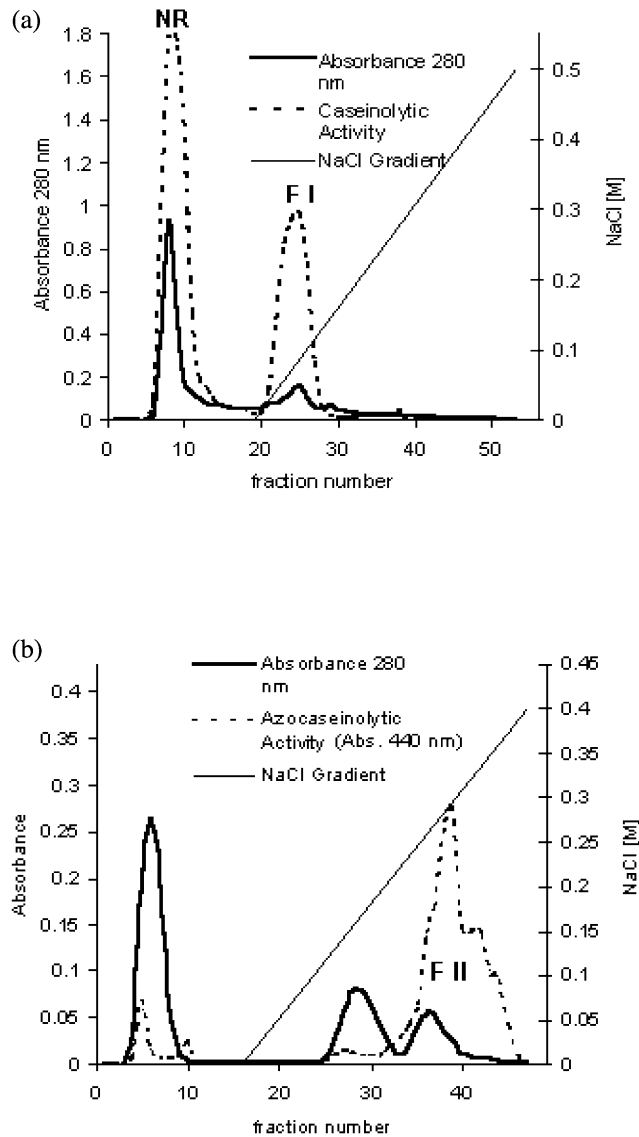 (a)
NR
1.8
1.6
1.4
1.2
1
0.8
0.6
0.4
0.2
0
Absorbance 280 nm
Absorbance 280
nm
Caseinolytic
Activity
NaCl Gradient
F I
0.5
0.4
0.3
0.2
0.1
0
NaCl [M]
0 10 20 30 40 50
fraction number
(b)
0.4
0.35
0.3
0.25
0.2
0.15
0.1
0.05
0
Absorbance
Absorbance 280
nm
Azocaseinolytic
Activity (Abs. 440 nm)
NaCl Gradient
F II
0.45
0.4
0.35
0.3
0.25
0.2
0.15
0.1
0.05
0
NaCl [M]
0 10 20 30 40
fraction number